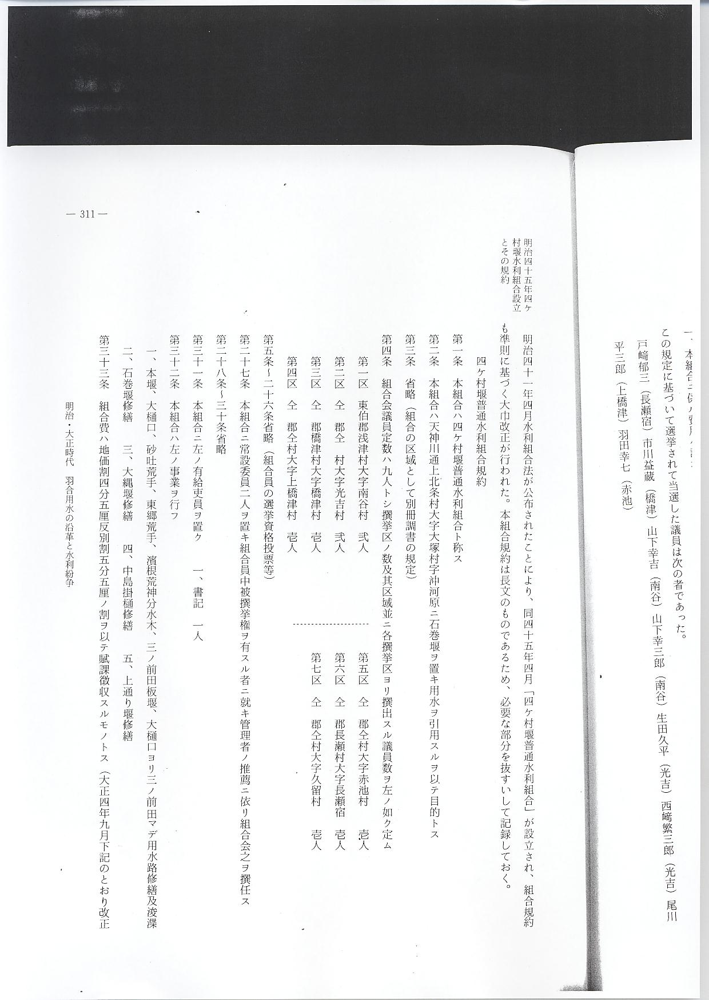 この規定に基づいて選挙されて当選した議員は次の者であった。
戸﨑郁三（長瀬宿）市川益蔵（橋津）山下幸吉（南谷）山下幸三郎（南谷）生田久平（光吉）西﨑繁三郎（光吉）尾川
平三郎（上橋津）羽田幸七（赤池）
明治四十五年四ヶ
村堰水利組合設立
とその規約
明治四十一年四月水利組合法が公布されたことにより、同四十五年四月「四ケ村堰普通水利組合」が設立され、組合規約
も準則に基づく大巾改正が行われた。本組合規約は長文のものであるため、必要な部分を抜すいして記録しておく。
四ケ村堰普通水利組合規約
第一条　本組合ハ四ケ村堰普通水利組合ト称ス
第二条　本組合ハ天神川通上北条村大字大塚村字沖河原ニ石巻堰ヲ置キ用水ヲ引用スルヲ以テ目的トス
第三条　省略（組合の区域として別冊調書の規定）
第四条　組合会議員定数ハ九人トシ撰挙区ノ数及其区域並ニ各撰挙区ヨリ撰出スル議員数ヲ左ノ如ク定ム
第一区　東伯郡浅津村大字南谷村　弐人
第二区　仝　郡仝　村大字光吉村　弐人
第三区　仝　郡橋津村大字橋津村　壱人
第四区　仝　郡仝村大字上橋津村　壱人
第五区　仝　郡仝村大字赤池村　壱人
第六区　仝　郡長瀬村大字長瀬宿　壱人
第七区　仝　郡仝村大字久留村　壱人
第五条～二十六条省略（組合員の選挙資格投票等）
第二十七条　本組合ニ常設委員二人ヲ置キ組合員中被撰挙権ヲ有スル者ニ就キ管理者ノ推薦ニ依リ組合会之ヲ撰任ス
第二十八条～三十条省略
第三十一条　本組合ニ左ノ有給吏員ヲ置ク　一、書記　一人
第三十二条　本組合ハ左ノ事業ヲ行フ
一、本堰、大樋口、砂吐荒手、東郷荒手、濱根荒神分水木、三ノ前田板堰、大樋口ヨリ三ノ前田マデ用水路修繕及浚渫
二、石巻堰修繕　三、大縄堰修繕　四、中島掛樋修繕　五、上通り堰修繕
第三十三条　組合費ハ地価割四分五厘反別割五分五厘ノ割ヲ以テ賦課徴収スルモノトス（大正四年九月下記のとおり改正
明治・大正時代　羽合用水の沿革と水利紛争
― 311 ―